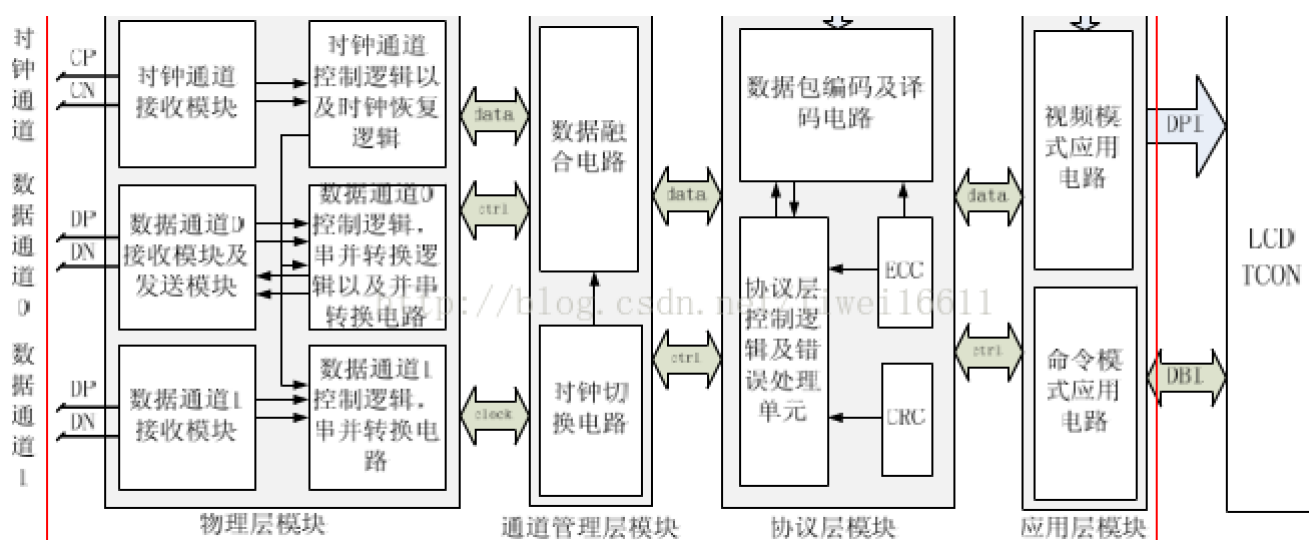 时钟通道
CP
CN
时钟通道
接收模块
时钟通道
控制逻辑以
及时钟恢复
逻辑
数据通道0
DP
DN
数据通道0
接收模块及
发送模块
数据通道0
控制逻辑，
串并转换逻
辑以及并串
转换电路
数据通道1
DP
DN
数据通道1
接收模块
数据通道1
控制逻辑，
串并转换电
路
物理层模块
data
ctrl
clock
数据融
合电路
时钟切
换电路
通道管理层模块
data
ctrl
数据包编码及译
码电路
协议层
控制逻
辑及错
误处理
单元
ECC
CRC
协议层模块
data
ctrl
视频模
式应用
电路
命令模
式应用
电路
应用层模块
DPI
DBI
LCD
TCON
http://blog.csdn.net/liwei16611